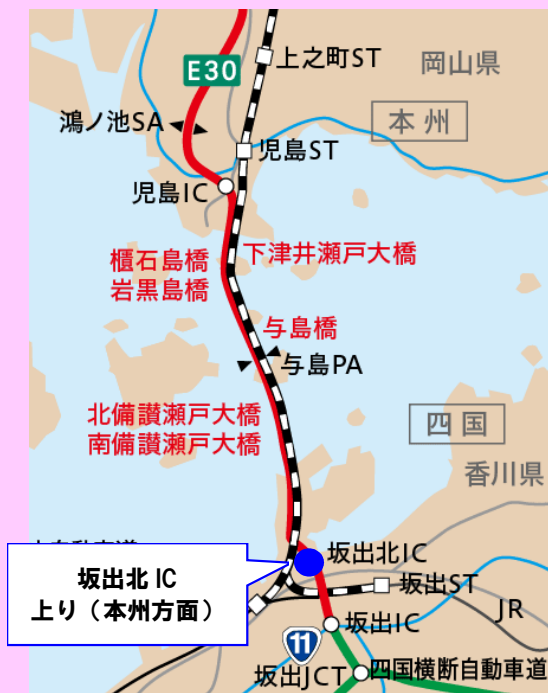 上之町ST
岡山県
E30
鴻ノ池SA
本州
児島ST
児島IC
櫃石島橋
岩黒島橋
下津井瀬戸大橋
与島橋
与島PA
北備讃瀬戸大橋
南備讃瀬戸大橋
四国
香川県
坂出北IC
坂出北 IC
上り（本州方面）
坂出ST
JR
坂出IC
11
坂出JCT
四国横断自動車道